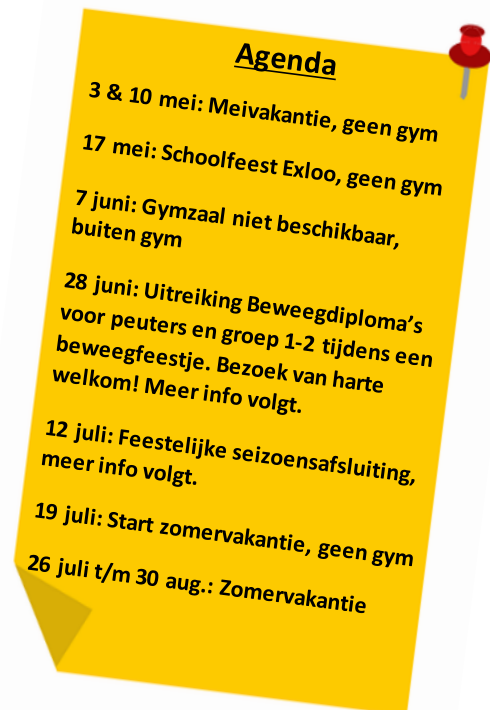 Agenda
3 & 10 mei: Meivakantie, geen gym
17 mei: Schoolfeest Exloo, geen gym
7 juni: Gymzaal niet beschikbaar,
buiten gym
28 juni: Uitreiking Beweegdiploma's
voor peuters en groep 1-2 tijdens een
beweegfeestje. Bezoek van harte
welkom! Meer info volgt.
12 juli: Feestelijke seizoensafsluiting,
meer info volgt.
19 juli: Start zomervakantie, geen gym
26 juli t/m 30 aug.: Zomervakantie